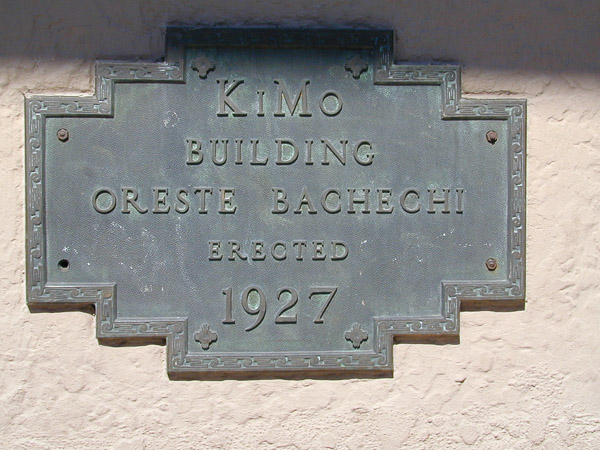 KiMo
BUILDING
ORESTE BACHECHI
ERECTED
1927